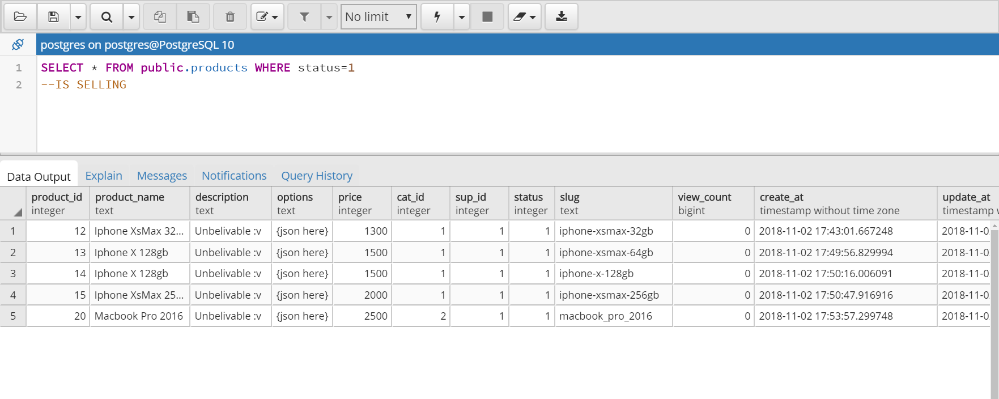 No limit
postgres on postgres@PostgreSQL 10
1 SELECT * FROM public.products WHERE status=1
2 --IS SELLING
Data Output Explain Messages Notifications Query History
product_id product_name description options price cat_id sup_id status slug view_count create_at update_at
integer text text text integer integer integer integer text bigint timestamp without time zone timestamp
1 12 Iphone XsMax 32... Unbelivable :v {json here} 1300 1 1 1 iphone-xsmax-32gb 0 2018-11-02 17:43:01.667248 2018-11-0
2 13 Iphone X 128gb Unbelivable :v {json here} 1500 1 1 1 iphone-xsmax-64gb 0 2018-11-02 17:49:56.829994 2018-11-0
3 14 Iphone X 128gb Unbelivable :v {json here} 1500 1 1 1 iphone-x-128gb 0 2018-11-02 17:50:16.006091 2018-11-0
4 15 Iphone XsMax 25... Unbelivable :v {json here} 2000 1 1 1 iphone-xsmax-256gb 0 2018-11-02 17:50:47.916916 2018-11-0
5 20 Macbook Pro 2016 Unbelivable :v {json here} 2500 2 1 1 macbook_pro_2016 0 2018-11-02 17:53:57.299748 2018-11-0